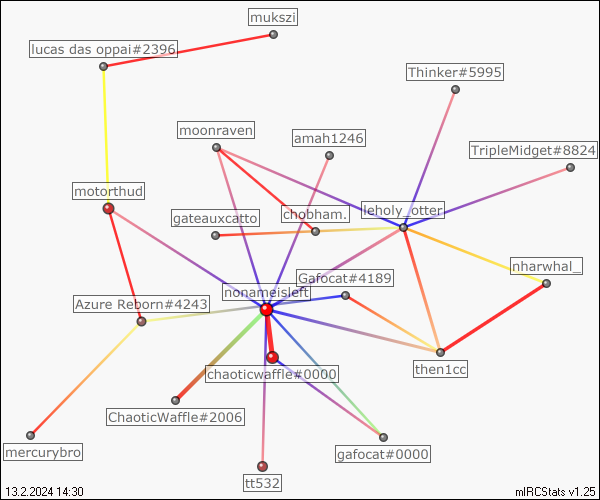 mukszi
lucas das oppai#2396
Thinker#5995
moonraven
amah1246
TripleMidget#8824
motorthud
leholy_otter
gateauxcatto
chobham.
nharwhal_
Gafocat#4189
nonameisleft
Azure Reborn#4243
then1cc
chaoticwaffle#0000
ChaoticWaffle#2006
mercurybro
gafocat#0000
tt532
13.2.2024 14:30
mIRCStats v1.25